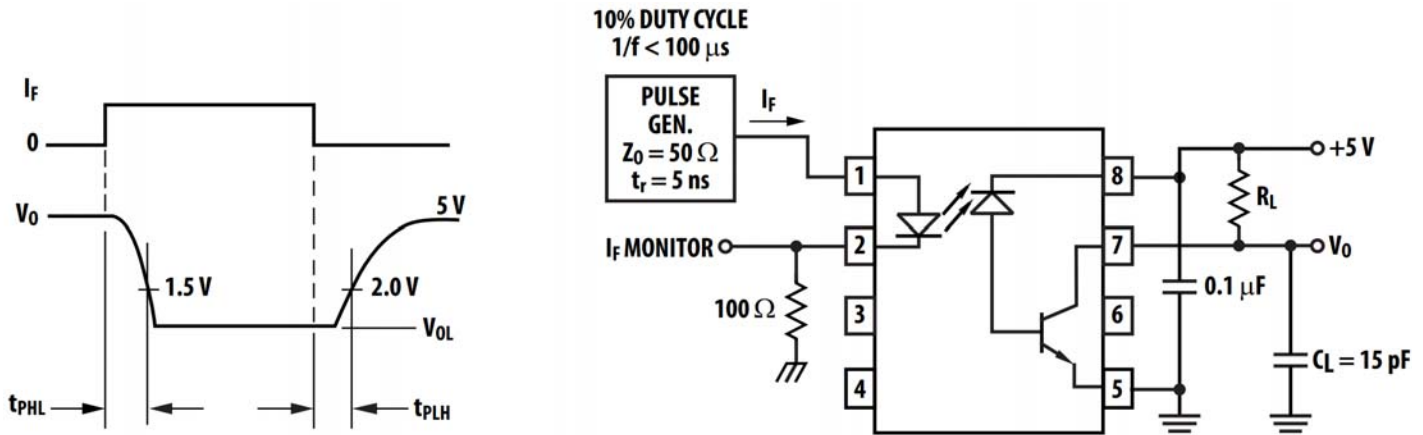 I_F
0
V_O
5 V
1.5 V
2.0 V
V_OL
t_PHL
t_PLH
10% DUTY CYCLE
1/f < 100 μs
PULSE
GEN.
Z_O = 50 Ω
t_r = 5 ns
I_F
1
2
3
4
I_F MONITOR
100 Ω
8
7
6
5
+5 V
R_L
V_O
0.1 μF
C_L = 15 pF